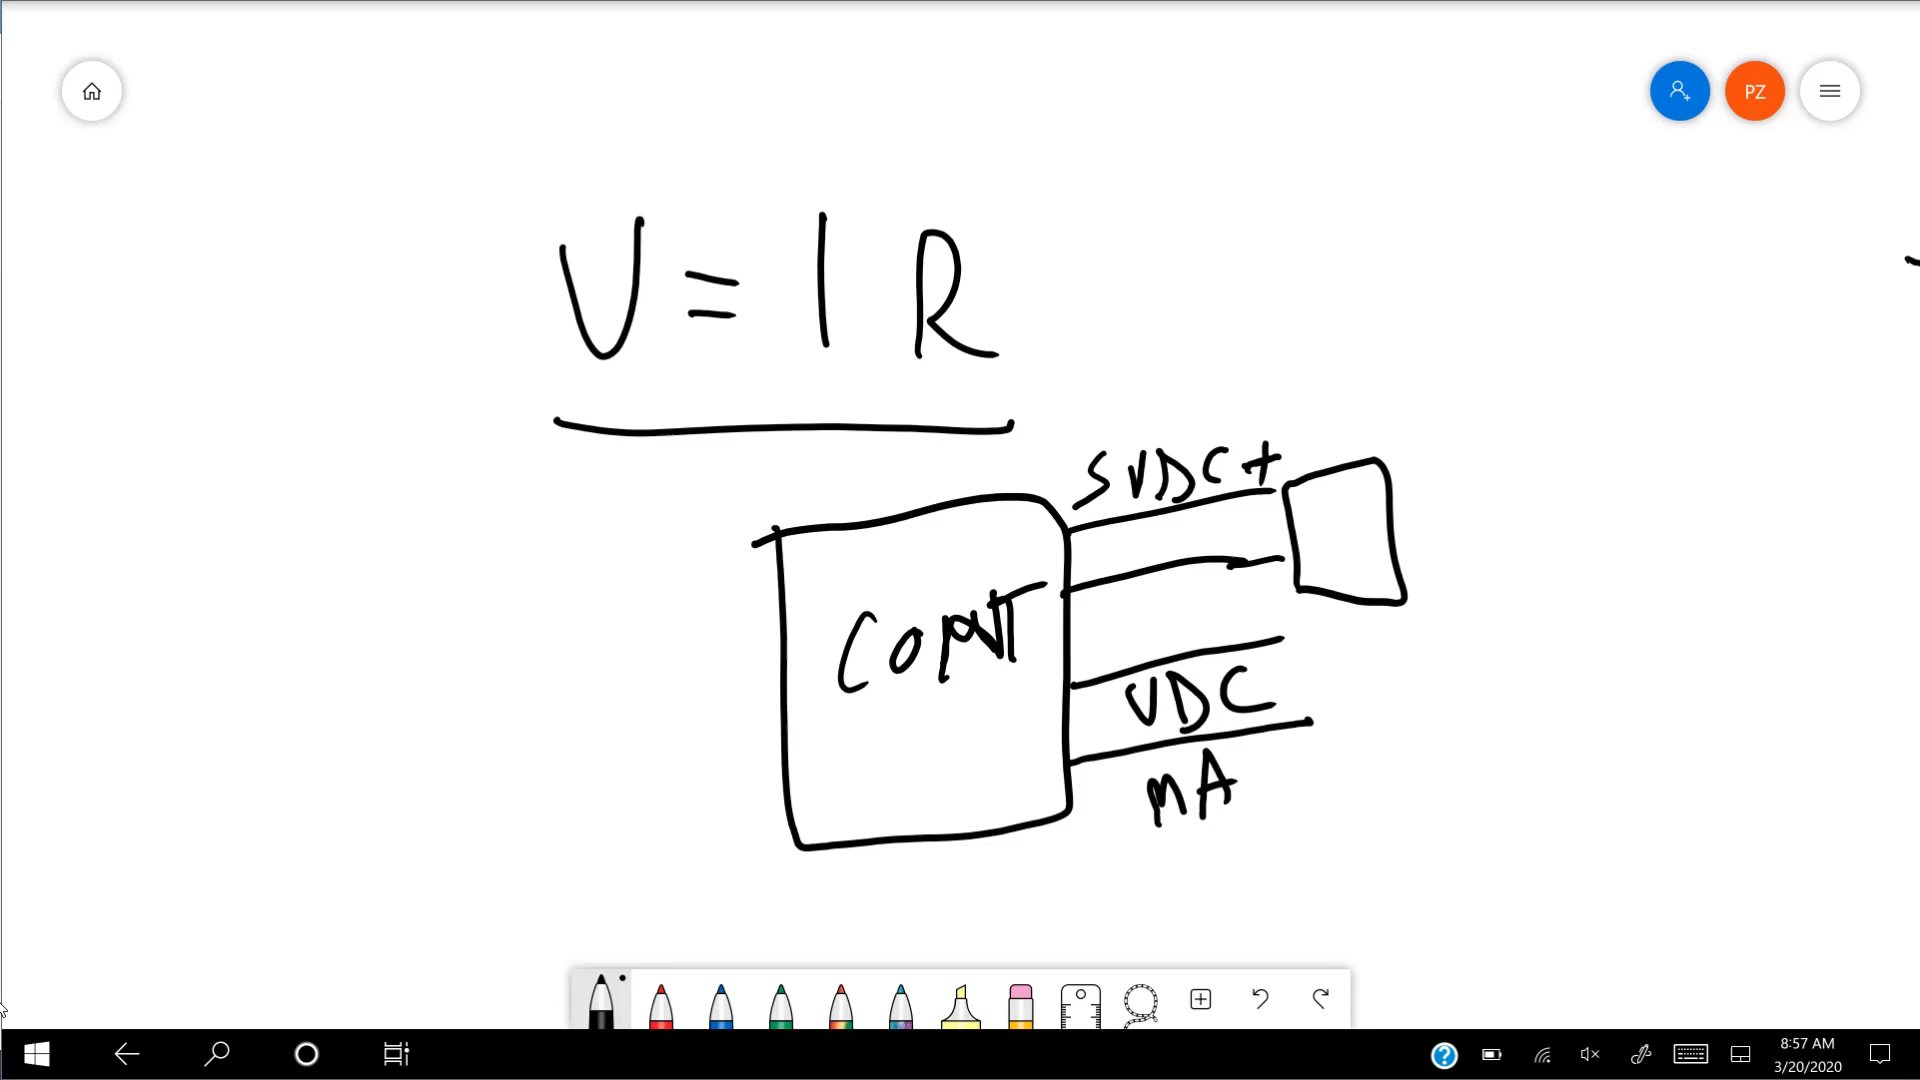 PZ
V = I R
5VDC +
CONT
VDC
mA
8:57 AM
3/20/2020